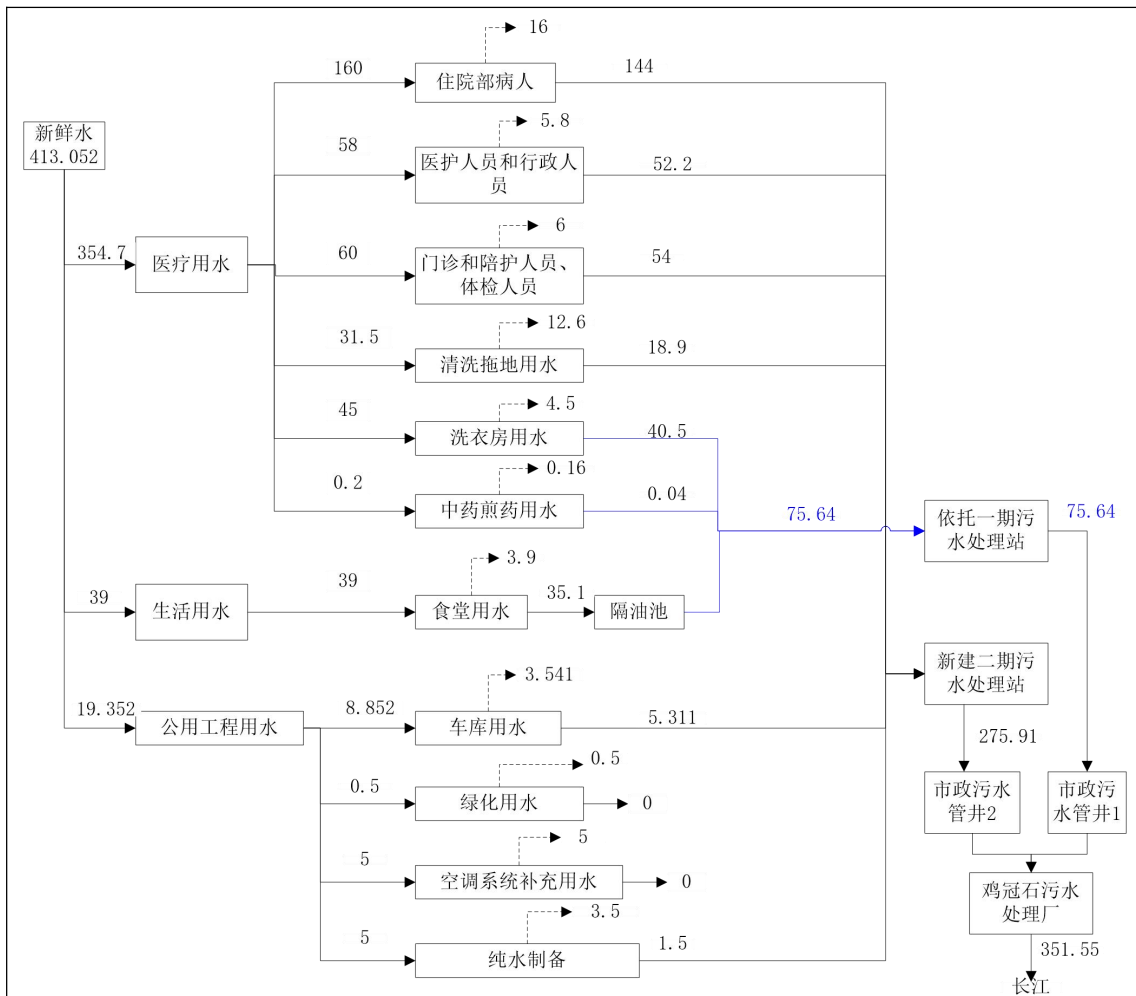 16
160
住院部病人
144
新鲜水
413.052
5.8
58
医护人员和行政人
员
52.2
6
354.7
医疗用水
60
门诊和陪护人员、
体检人员
54
12.6
31.5
清洗拖地用水
18.9
4.5
45
洗衣房用水
40.5
0.16
0.2
中药煎药用水
0.04
75.64
依托一期污
水处理站
75.64
3.9
39
生活用水
39
食堂用水
35.1
隔油池
新建二期污
水处理站
3.541
19.352
公用工程用水
8.852
车库用水
5.311
275.91
0.5
0.5
绿化用水
0
市政污水
管井2
市政污
水管井1
5
5
空调系统补充用水
0
鸡冠石污水
处理厂
3.5
5
纯水制备
1.5
351.55
长江